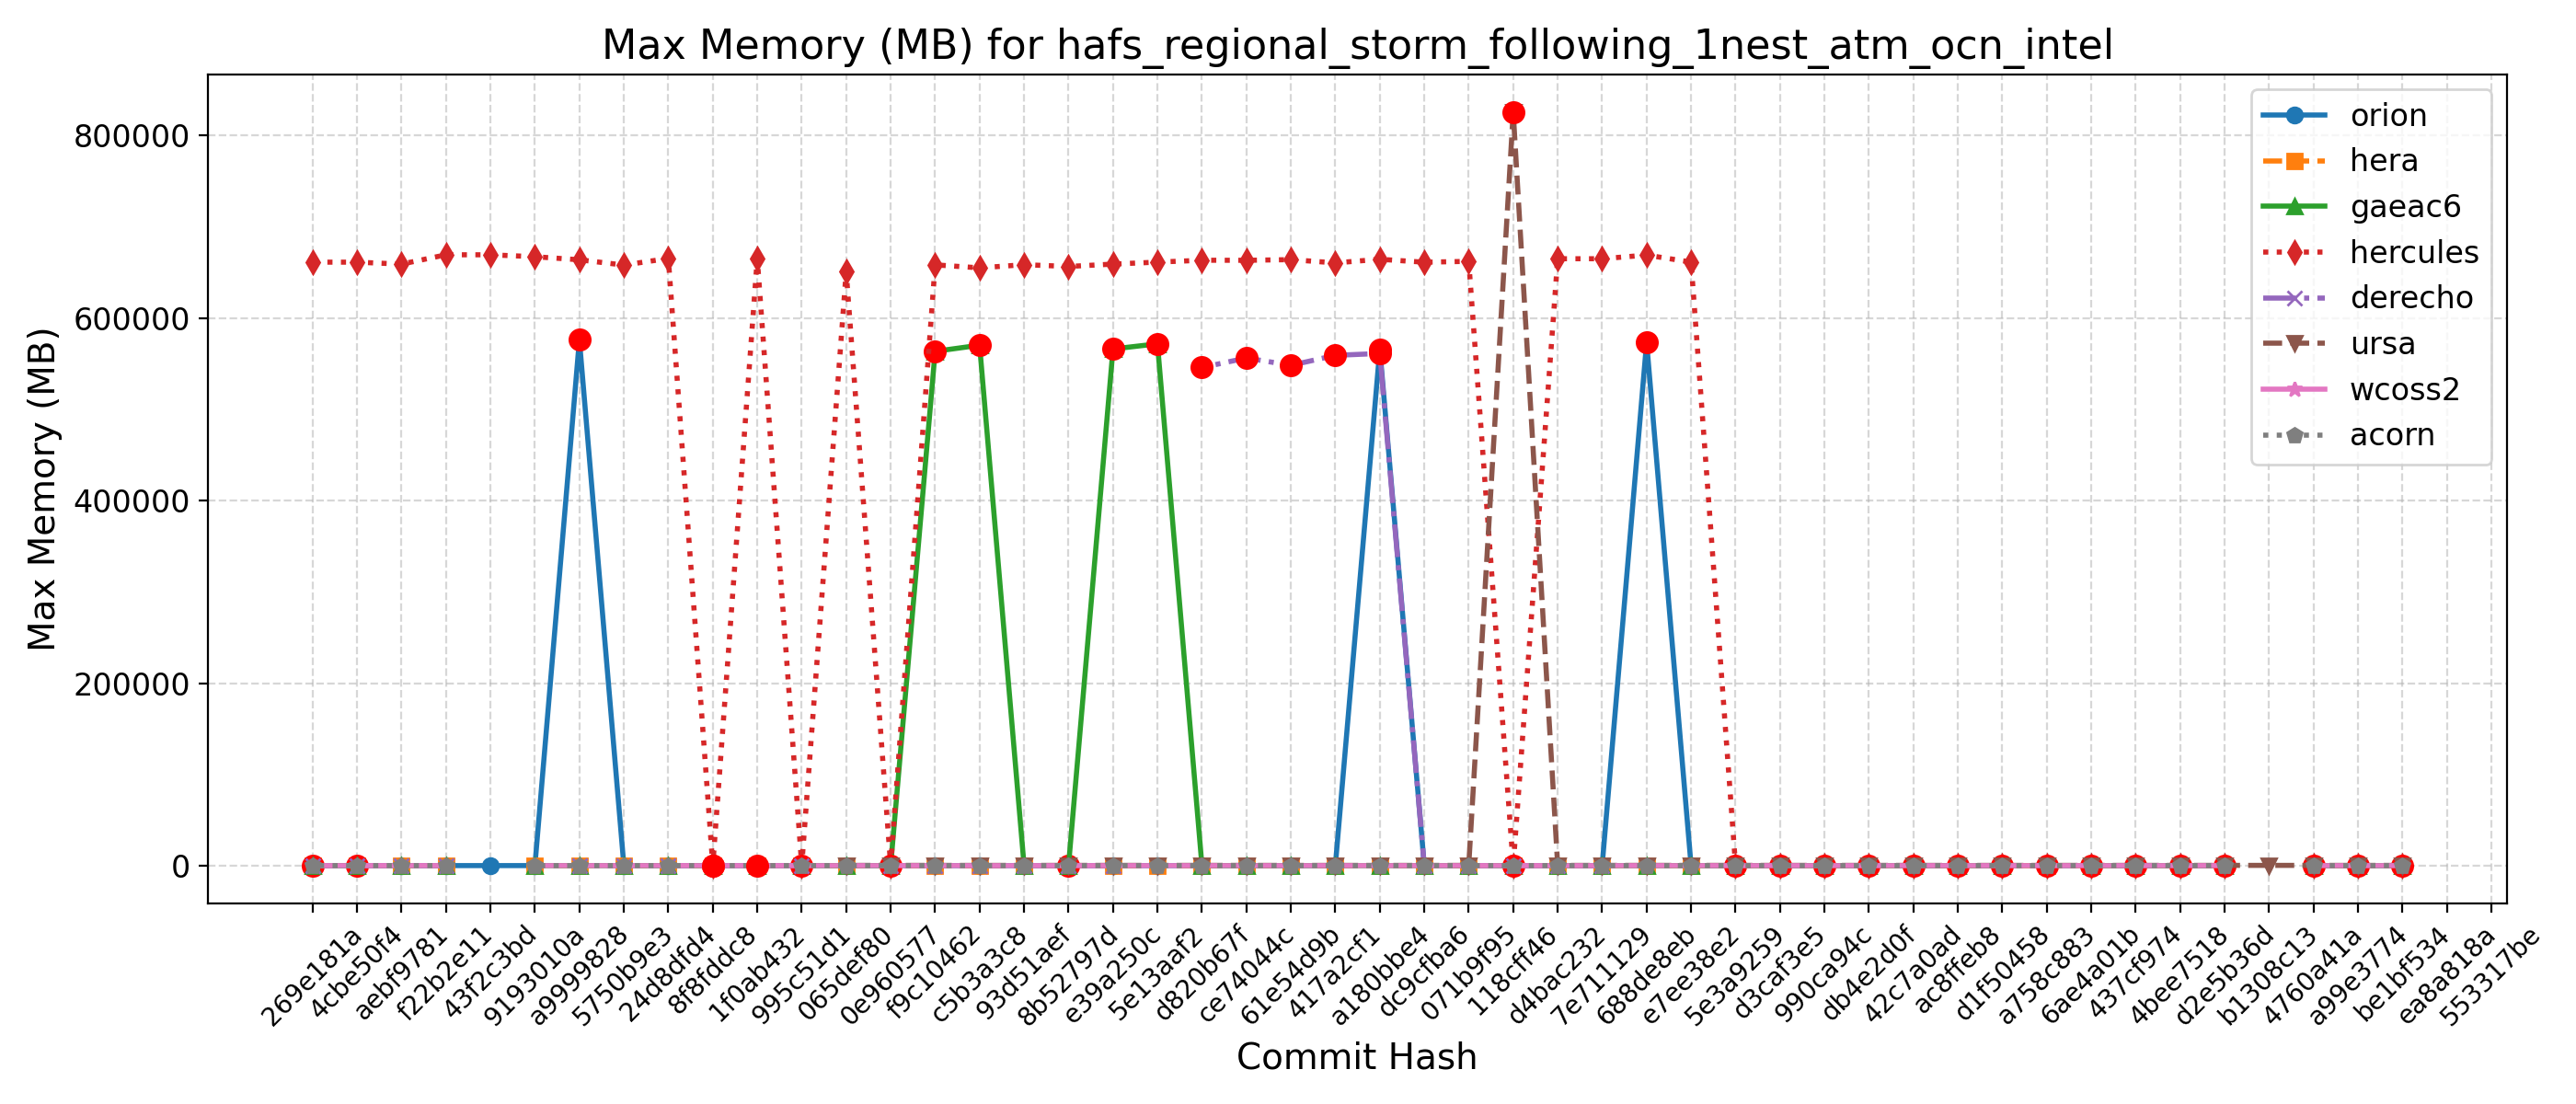 Max Memory (MB) for hafs_regional_storm_following_1nest_atm_ocn_intel
Max Memory (MB)
800000
600000
400000
200000
0
orion
hera
gaeac6
hercules
derecho
ursa
wcoss2
acorn
269e181a
4cbe50f4
aebf9781
f22b2e11
43f2c3bd
9193010a
a9999828
5750b9e3
24d8dfd4
8f8fddc8
1f0ab432
995c51d1
065def80
0e960577
f9c10462
c5b3a3c8
93d51aef
8b52797d
e39a250c
5e13aaf2
d820b67f
ce74044c
61e54d9b
417a2cf1
a180bbe4
dc9cfba6
071b9f95
118cff46
d4bac232
7e711129
688de8eb
e7ee38e2
5e3a9259
d3caf3e5
990ca94c
db4e2d0f
42c7a0ad
ac8ffeb8
d1f50458
a758c883
6ae4a01b
437cf974
4bee7518
d2e5b36d
b1308c13
4760a41a
a99e3774
be1bf534
ea8a818a
553317be
Commit Hash